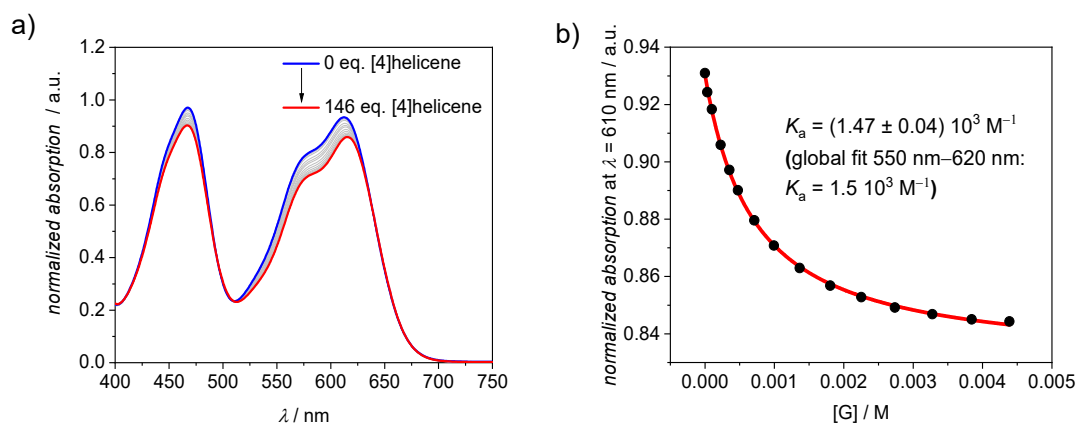 a)
normalized absorption / a.u.
1.2
1.0
0.8
0.6
0.4
0.2
0.0
400 450 500 550 600 650 700 750
λ / nm
0 eq. [4]helicene
146 eq. [4]helicene
b)
normalized absorption at λ = 610 nm / a.u.
0.94
0.92
0.90
0.88
0.86
0.84
0.000 0.001 0.002 0.003 0.004 0.005
[G] / M
Kₐ = (1.47 ± 0.04) 10³ M⁻¹
(global fit 550 nm–620 nm:
Kₐ = 1.5 10³ M⁻¹)